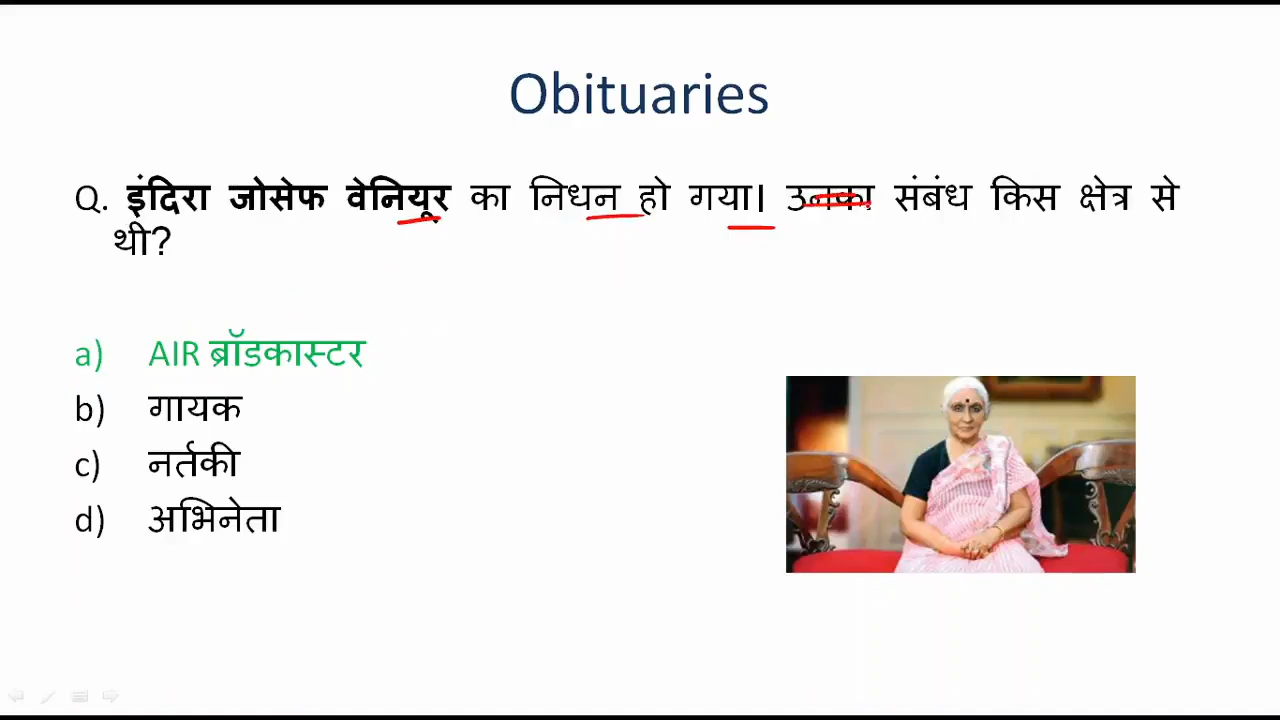 Obituaries
Q. इंदिरा जोसेफ वेनियूर का निधन हो गया। उनका संबंध किस क्षेत्र से
थी?
a) AIR ब्रॉडकास्टर
b) गायक
c) नर्तकी
d) अभिनेता